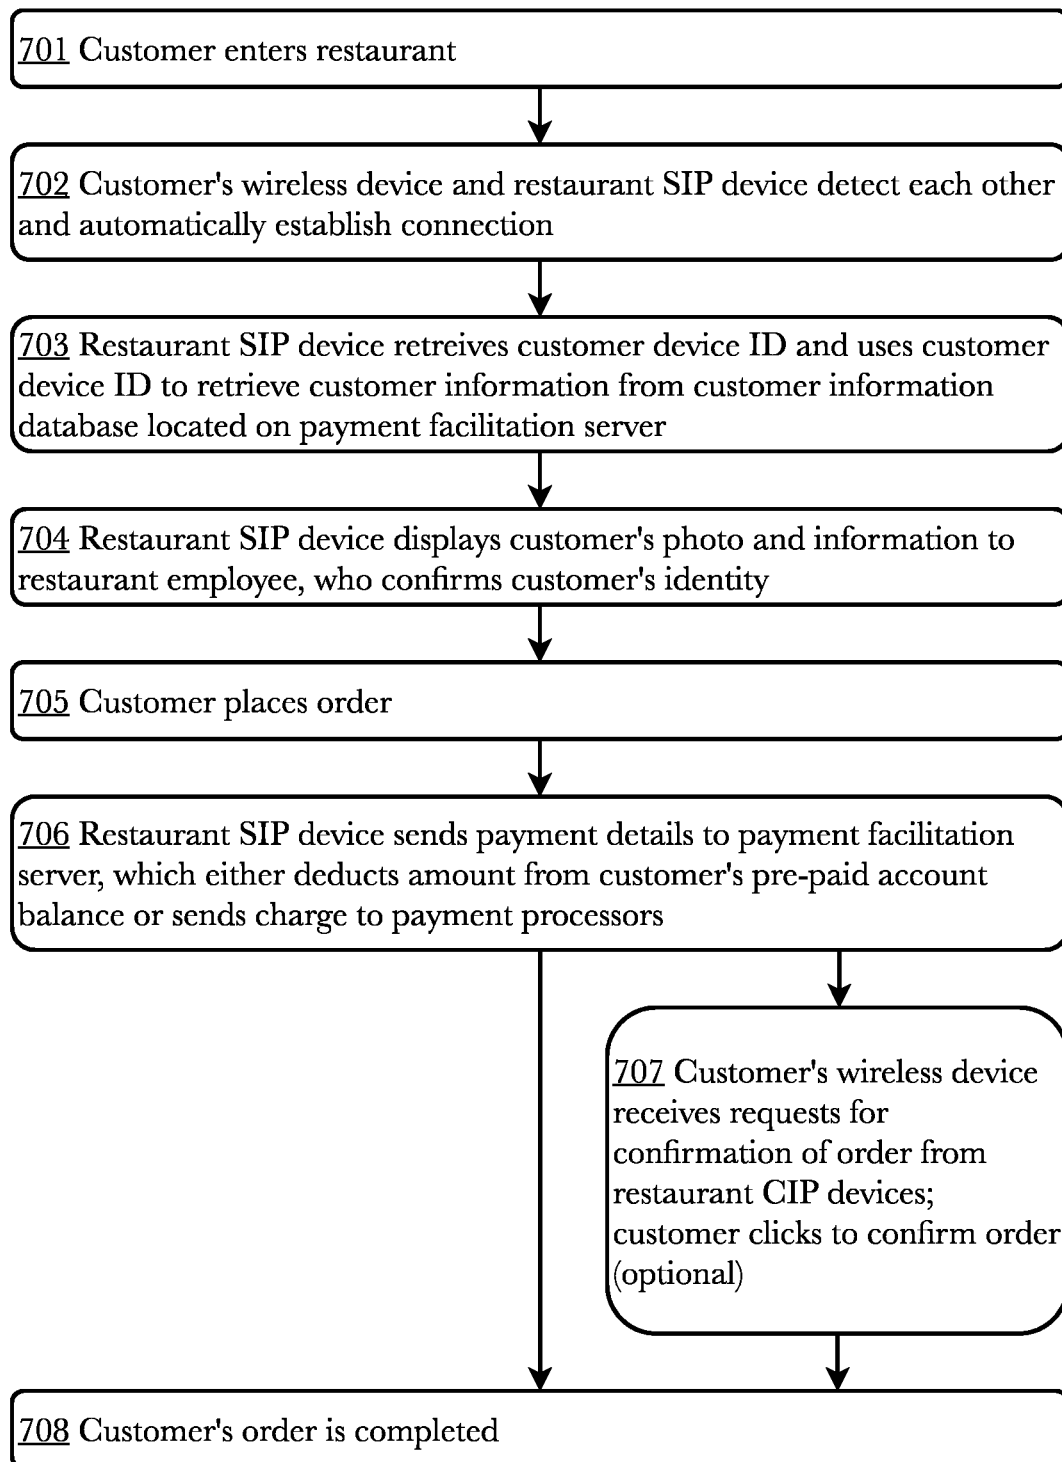 701 Customer enters restaurant
702 Customer's wireless device and restaurant SIP device detect each other
and automatically establish connection
703 Restaurant SIP device retreives customer device ID and uses customer
device ID to retrieve customer information from customer information
database located on payment facilitation server
704 Restaurant SIP device displays customer's photo and information to
restaurant employee, who confirms customer's identity
705 Customer places order
706 Restaurant SIP device sends payment details to payment facilitation
server, which either deducts amount from customer's pre-paid account
balance or sends charge to payment processors
707 Customer's wireless device
receives requests for
confirmation of order from
restaurant CIP devices;
customer clicks to confirm order
(optional)
708 Customer's order is completed